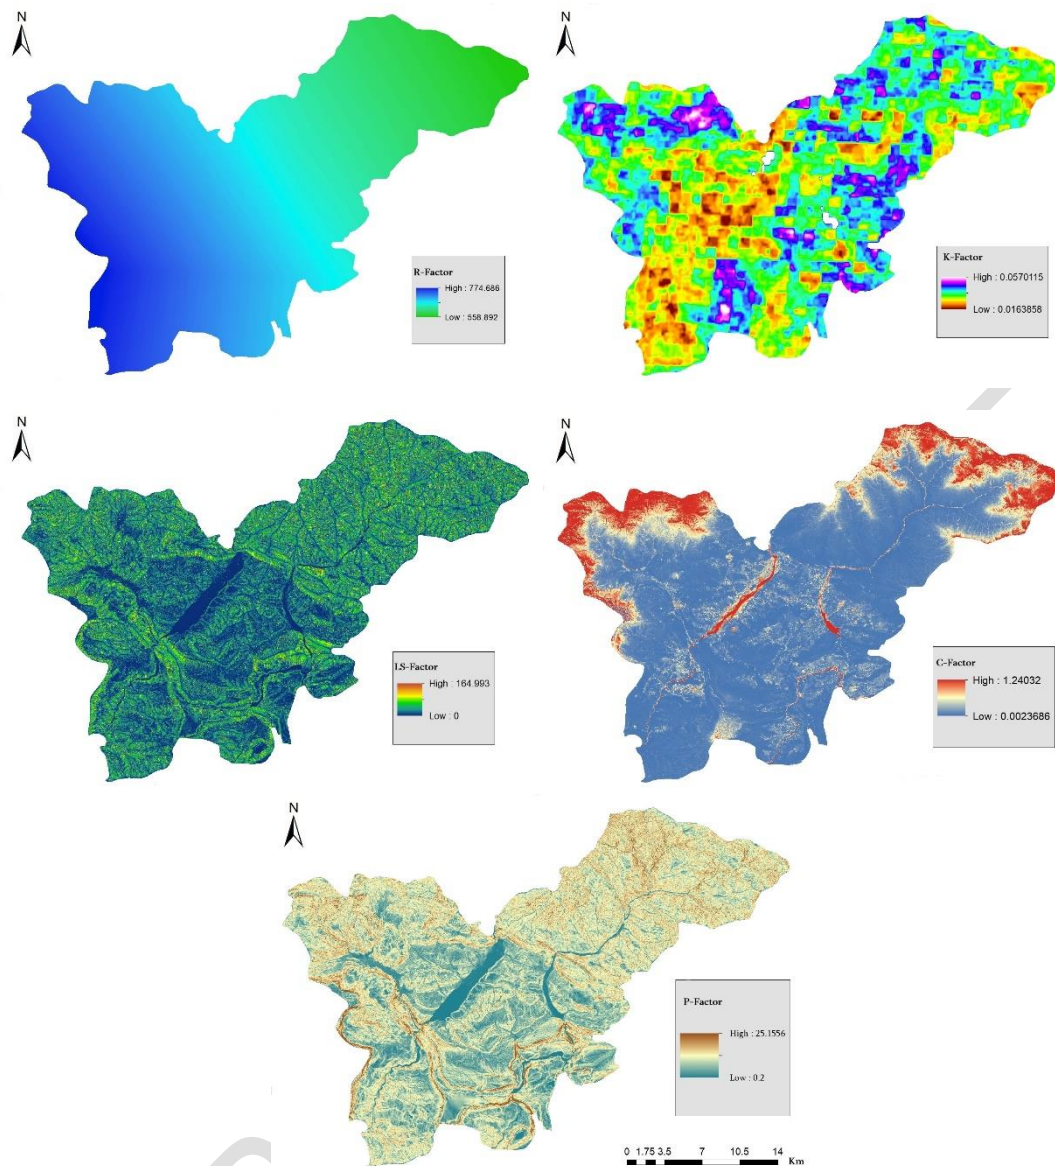 N
R-Factor
High : 774.686
Low : 558.892
N
K-Factor
High : 0.0570115
Low : 0.0163858
N
LS-Factor
High : 164.993
Low : 0
N
C-Factor
High : 1.24032
Low : 0.0023686
N
P-Factor
High : 25.1556
Low : 0.2
0 1.75 3.5 7 10.5 14
Km